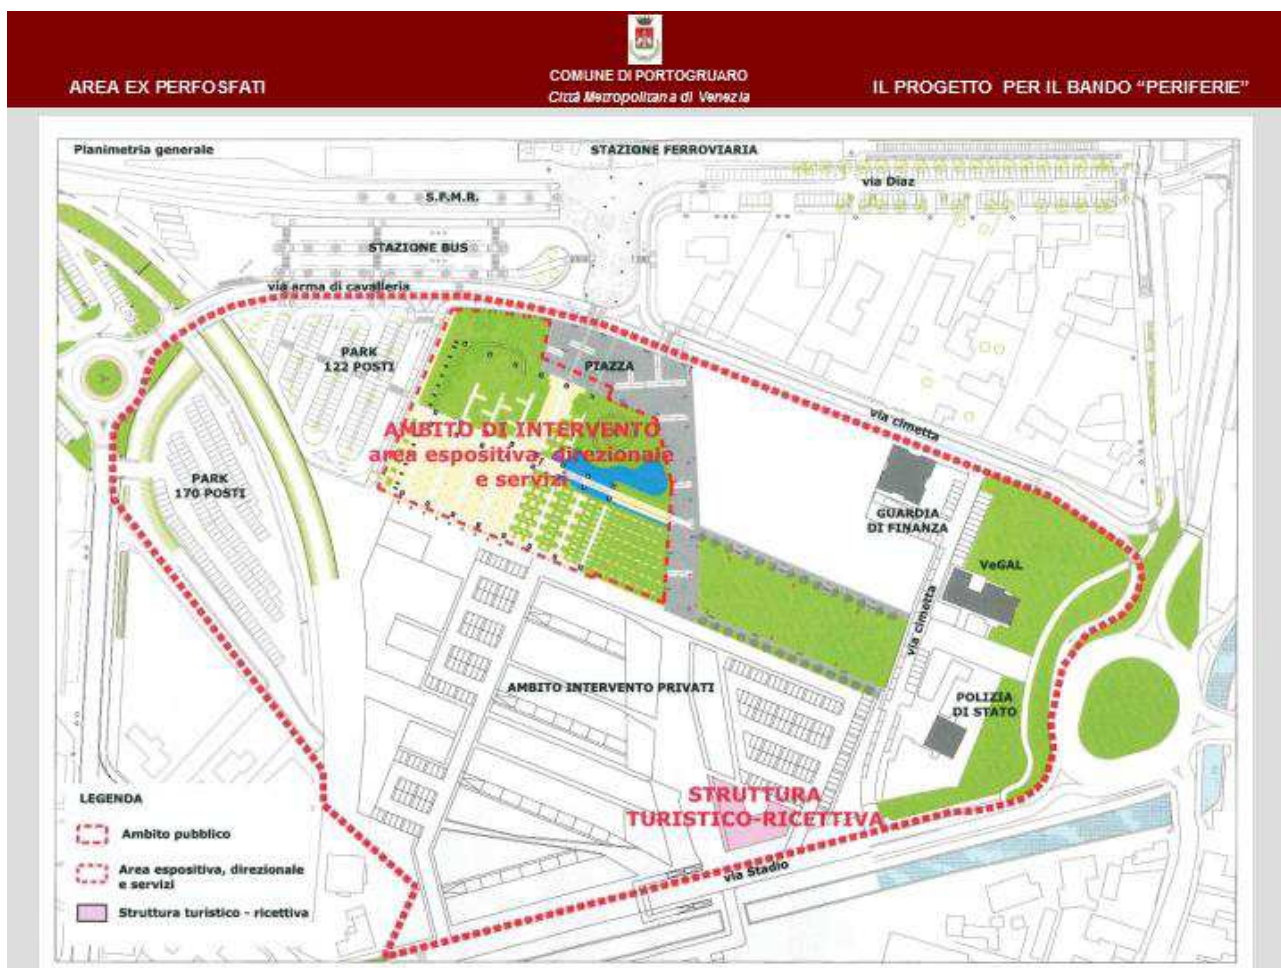 COMUNE DI PORTOGRUARO
Città Metropolitana di Venezia
AREA EX PERFOSFATI
IL PROGETTO PER IL BANDO “PERIFERIE”
Planimetria generale
STAZIONE FERROVIARIA
via Diaz
S.F.M.R.
STAZIONE BUS
via arma di cavalleria
PARK
122 POSTI
PIAZZA
via cimetta
AMBITO DI INTERVENTO
area espositiva, direzionale
e servizi
PARK
170 POSTI
GUARDIA
DI FINANZA
VeGAL
via cimetta
AMBITO INTERVENTO PRIVATI
POLIZIA
DI STATO
STRUTTURA
TURISTICO-RICETTIVA
via Stadio
LEGENDA
Ambito pubblico
Area espositiva, direzionale
e servizi
Struttura turistico - ricettiva